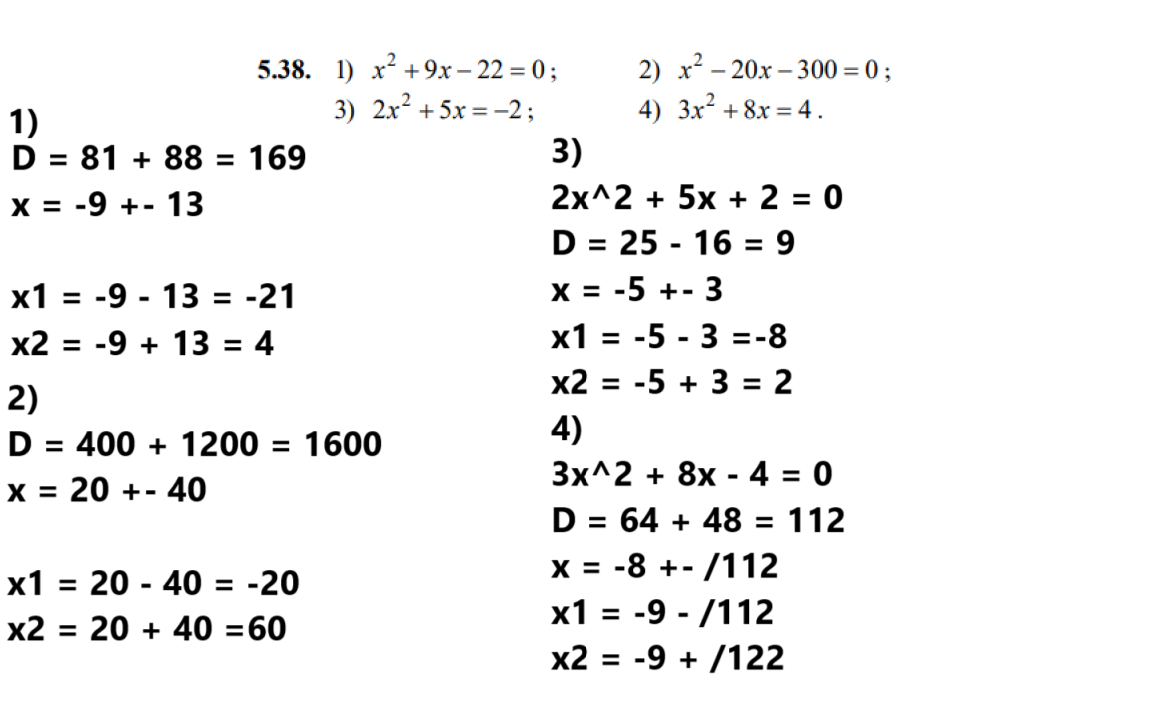 5.38. 1) x² + 9x – 22 = 0 ; 2) x² – 20x – 300 = 0 ;
3) 2x² + 5x = –2 ; 4) 3x² + 8x = 4 .
1)
D = 81 + 88 = 169
x = -9 +- 13
x1 = -9 - 13 = -21
x2 = -9 + 13 = 4
2)
D = 400 + 1200 = 1600
x = 20 +- 40
x1 = 20 - 40 = -20
x2 = 20 + 40 =60
3)
2x^2 + 5x + 2 = 0
D = 25 - 16 = 9
x = -5 +- 3
x1 = -5 - 3 =-8
x2 = -5 + 3 = 2
4)
3x^2 + 8x - 4 = 0
D = 64 + 48 = 112
x = -8 +- /112
x1 = -9 - /112
x2 = -9 + /122